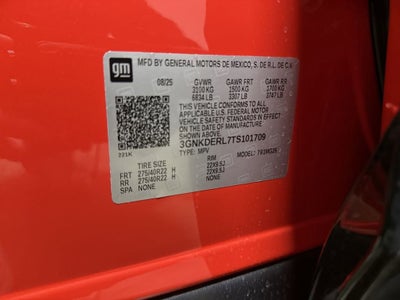 gm
MFD BY GENERAL MOTORS DE MEXICO, S. DE R.L. DE C.V.
08/25 GVWR GAWR FRT GAWR RR
3100 KG 1500 KG 1700 KG
6834 LB 3307 LB 3747 LB
THIS VEHICLE CONFORMS TO ALL
APPLICABLE U.S. FEDERAL MOTOR
VEHICLE SAFETY STANDARDS
IN EFFECT ON THE DATE OF
MANUFACTURE SHOWN ABOVE.
3GNKDERL7TS101709
221K TYPE: MPV MODEL:
TIRE SIZE RIM
FRT 275/40R22 H 22X9.5J
RR 275/40R22 H 22X9.5J
SPA NONE NONE